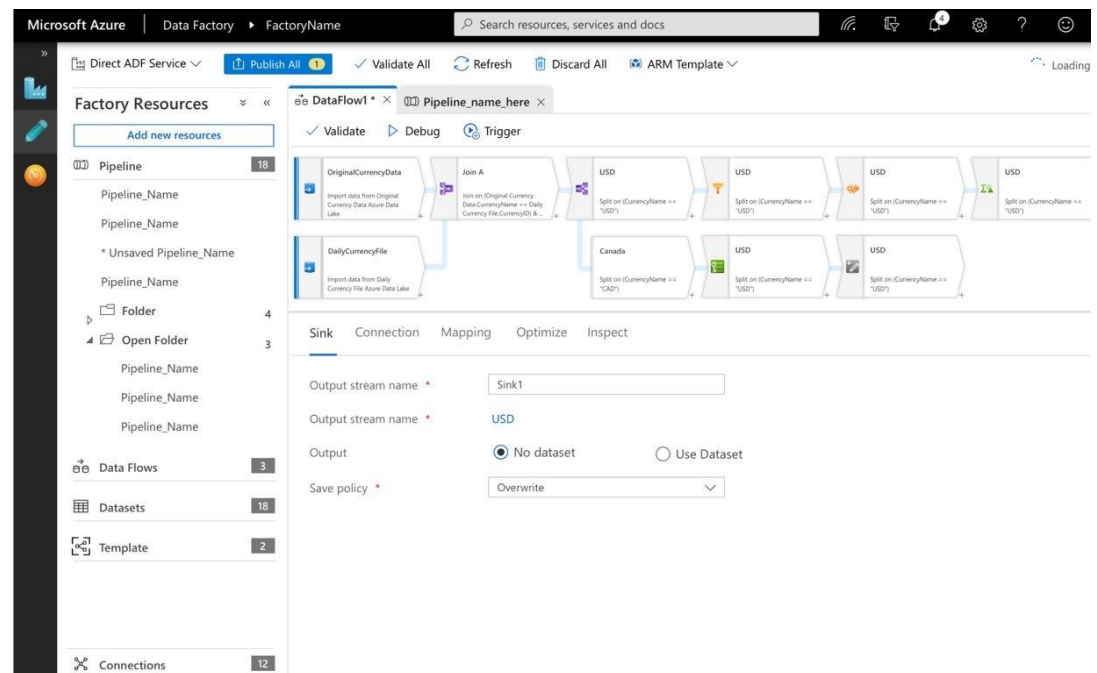 Microsoft Azure
Data Factory
FactoryName
Search resources, services and docs
4
?
»
Direct ADF Service
Publish All 1
Validate All
Refresh
Discard All
ARM Template
Loading
Factory Resources
«
Add new resources
Pipeline 18
Pipeline_Name
Pipeline_Name
* Unsaved Pipeline_Name
Pipeline_Name
Folder 4
Open Folder 3
Pipeline_Name
Pipeline_Name
Pipeline_Name
Data Flows 3
Datasets 18
Template 2
Connections 12
DataFlow1 * ×
Pipeline_name_here ×
Validate
Debug
Trigger
OriginalCurrencyData
Import data from Original
Currency Data Azure Data
Lake
+
Join A
Join on (Original Currency
Data.CurrencyName == Daily
Currency File.CurrencyID) & ...
+
USD
Split on (CurrencyName ==
"USD")
+
USD
Split on (CurrencyName ==
"USD")
+
USD
Split on (CurrencyName ==
"USD")
+
USD
Split on (CurrencyName ==
"USD")
DailyCurrencyFile
Import data from Daily
Currency File Azure Data Lake
+
Canada
Split on (CurrencyName ==
"CAD")
+
USD
Split on (CurrencyName ==
"USD")
+
USD
Split on (CurrencyName ==
"USD")
+
Sink
Connection
Mapping
Optimize
Inspect
Output stream name *
Sink1
Output stream name *
USD
Output
No dataset
Use Dataset
Save policy *
Overwrite